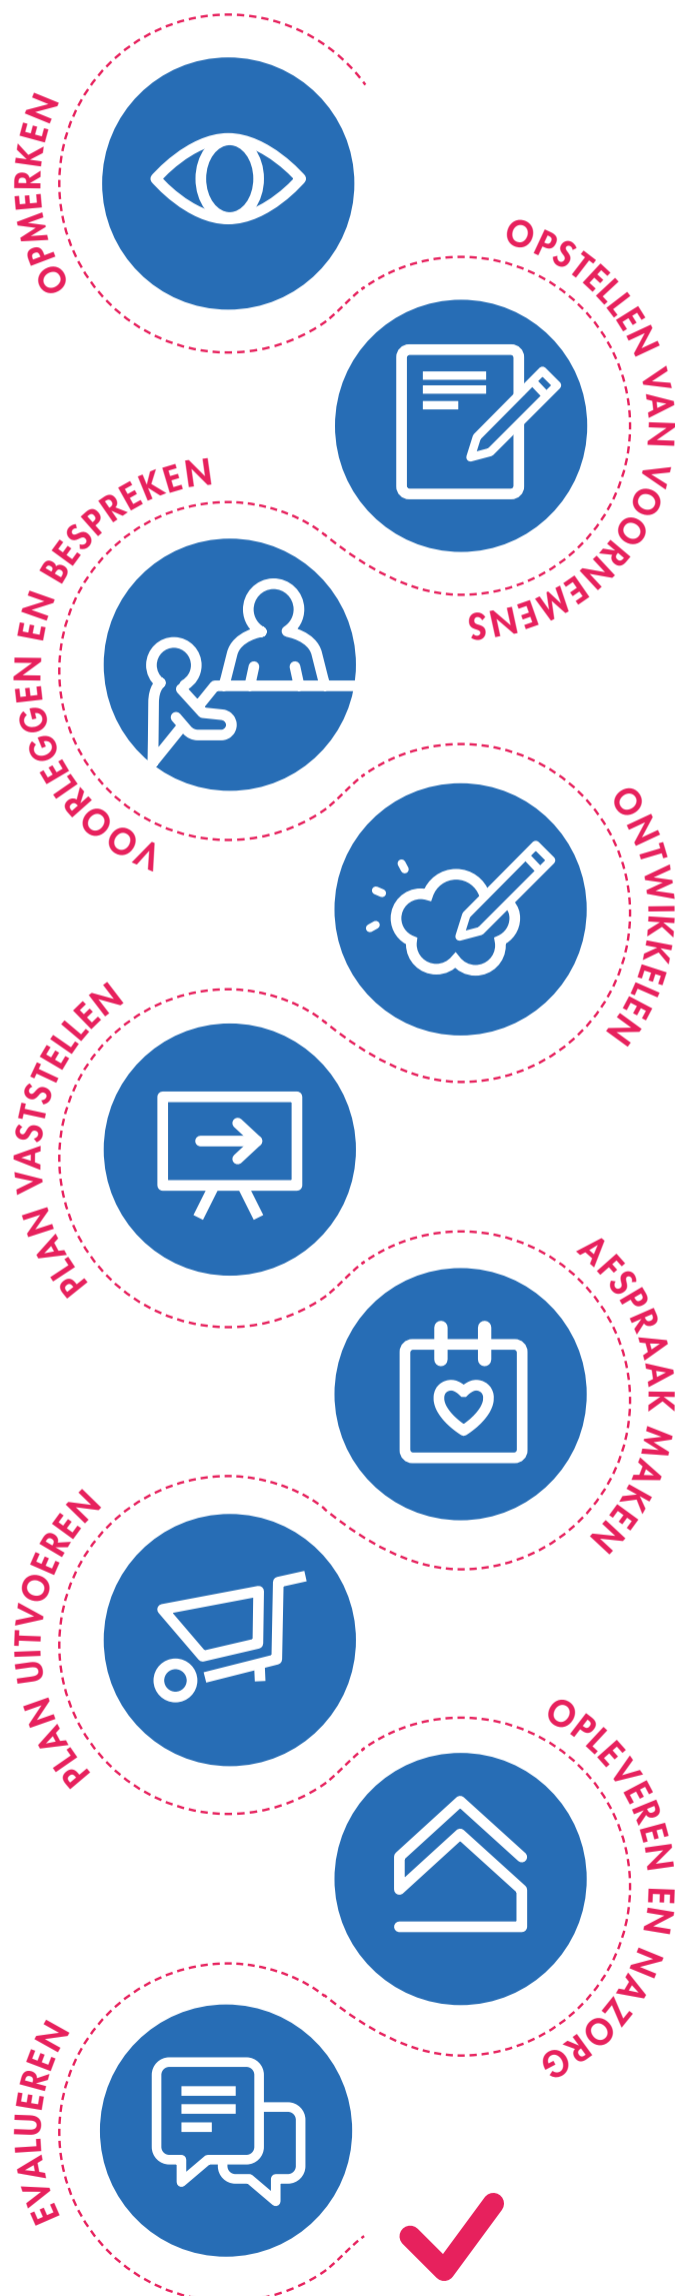 OPMERKEN
OPSTELLEN VAN VOORNEMENS
VOORLEGGEN EN BESPREKEN
ONTWIKKELEN
PLAN VASTSTELLEN
AFSPRAAK MAKEN
PLAN UITVOEREN
OPLEVEREN EN NAZORG
EVALUEREN